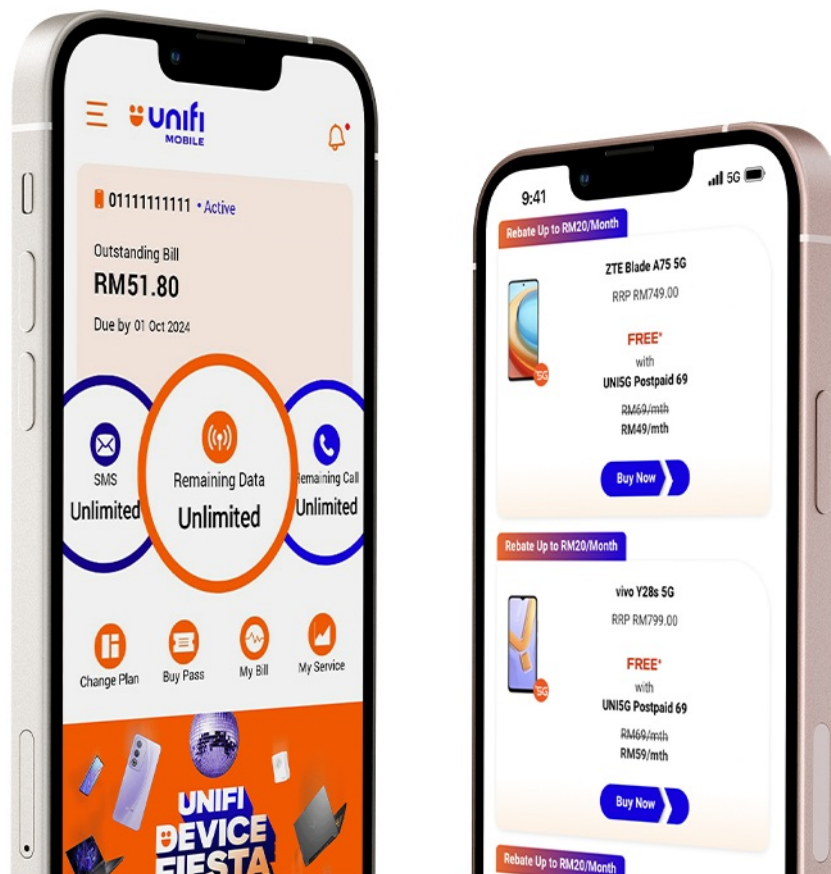 unifi
MOBILE
01111111111 • Active
Outstanding Bill
RM51.80
Due by 01 Oct 2024
SMS
Unlimited
Remaining Data
Unlimited
emaining Call
Unlimited
Change Plan
Buy Pass
My Bill
My Service
UNIFI
DEVICE
FIESTA
9:41
5G
Rebate Up to RM20/Month
ZTE Blade A75 5G
RRP RM749.00
5G
FREE*
with
UNI5G Postpaid 69
RM69/mth
RM49/mth
Buy Now
Rebate Up to RM20/Month
vivo Y28s 5G
RRP RM799.00
5G
FREE*
with
UNI5G Postpaid 69
RM69/mth
RM59/mth
Buy Now
Rebate Up to RM20/Month